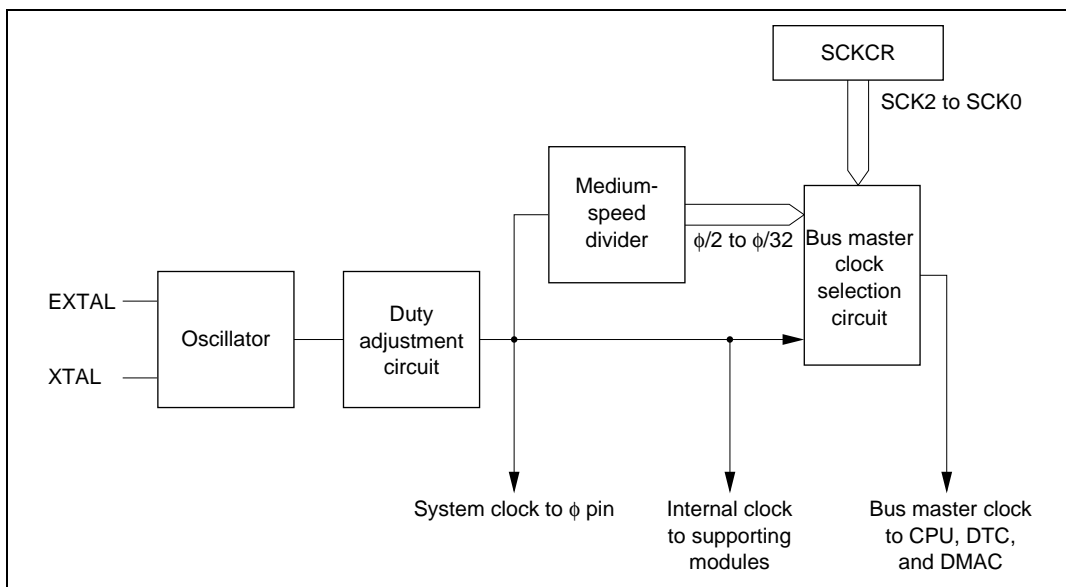 SCKCR
SCK2 to SCK0
Medium-
speed
divider
ϕ/2 to ϕ/32
Bus master
clock
selection
circuit
EXTAL
XTAL
Oscillator
Duty
adjustment
circuit
System clock to ϕ pin
Internal clock
to supporting
modules
Bus master clock
to CPU, DTC,
and DMAC